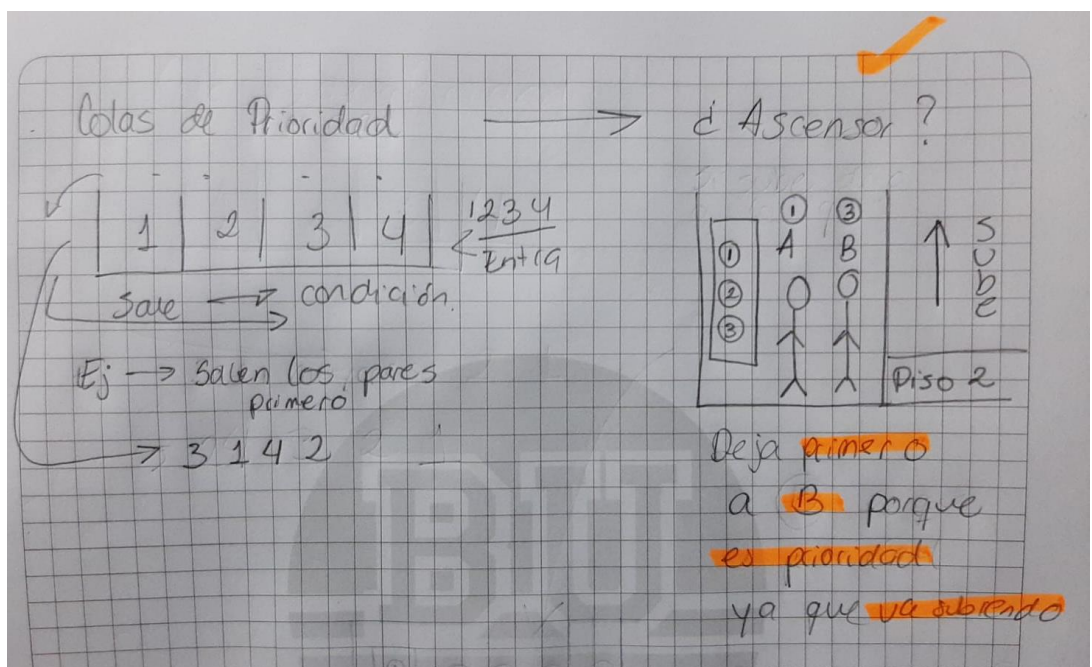 Colas de Prioridad → ¿Ascensor?
1 2 3 4
1234
Entra
Sale → condición.
Ej → Salen los pares
primero
→ 3 1 4 2
① ③
A B
①
②
③
Sube
Piso 2
Deja primero
a B porque
es prioridad
ya que va subiendo
BIU